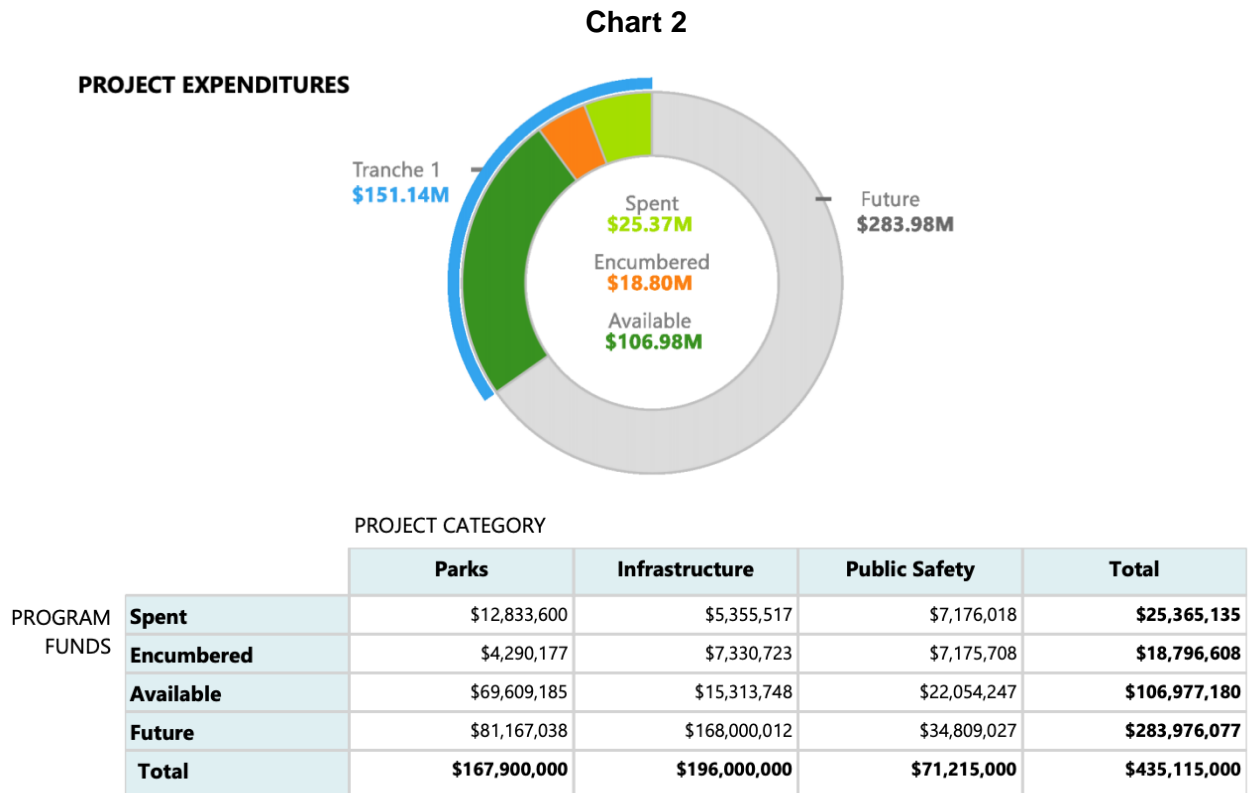 Chart 2
PROJECT EXPENDITURES
Tranche 1
$151.14M
Spent
$25.37M
Encumbered
$18.80M
Available
$106.98M
Future
$283.98M
PROJECT CATEGORY
Parks Infrastructure Public Safety Total
PROGRAM FUNDS
Spent $12,833,600 $5,355,517 $7,176,018 $25,365,135
Encumbered $4,290,177 $7,330,723 $7,175,708 $18,796,608
Available $69,609,185 $15,313,748 $22,054,247 $106,977,180
Future $81,167,038 $168,000,012 $34,809,027 $283,976,077
Total $167,900,000 $196,000,000 $71,215,000 $435,115,000